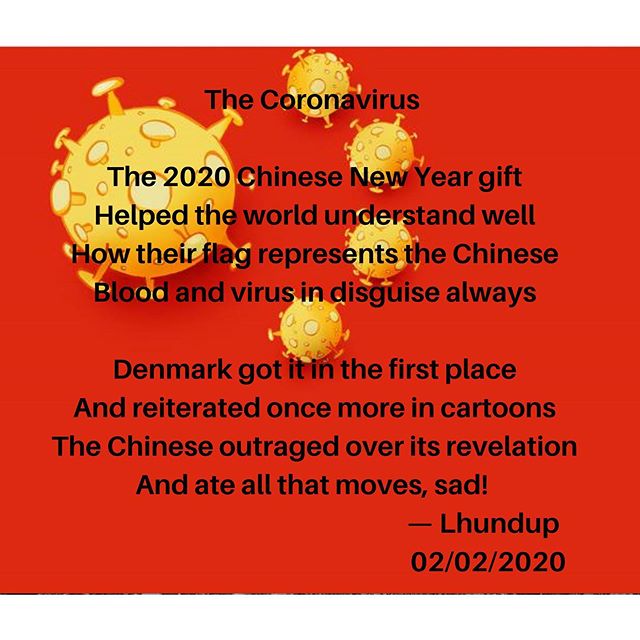 The Coronavirus
The 2020 Chinese New Year gift
Helped the world understand well
How their flag represents the Chinese
Blood and virus in disguise always
Denmark got it in the first place
And reiterated once more in cartoons
The Chinese outraged over its revelation
And ate all that moves, sad!
— Lhundup
02/02/2020